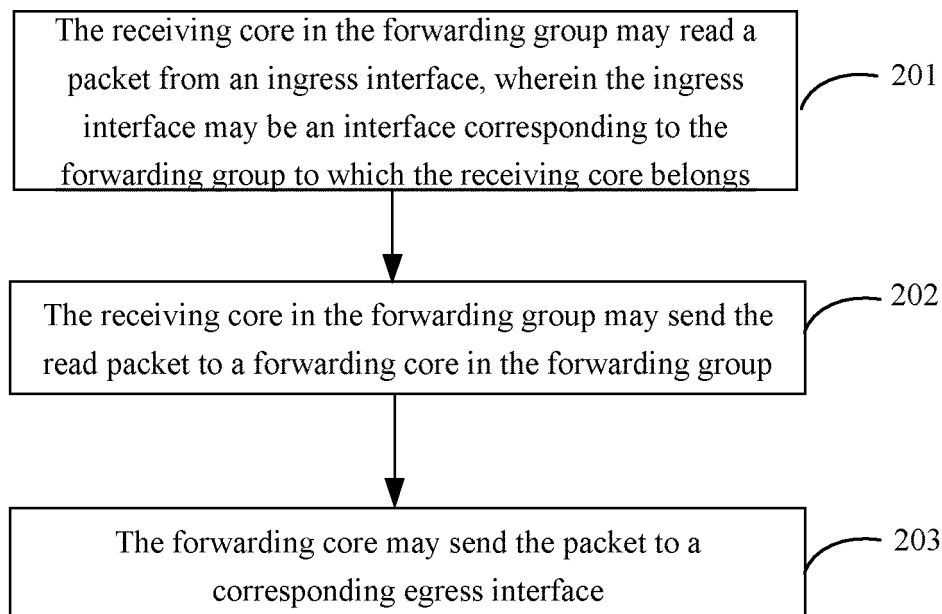 The receiving core in the forwarding group may read a
packet from an ingress interface, wherein the ingress
interface may be an interface corresponding to the
forwarding group to which the receiving core belongs
201
The receiving core in the forwarding group may send the
read packet to a forwarding core in the forwarding group
202
The forwarding core may send the packet to a
corresponding egress interface
203